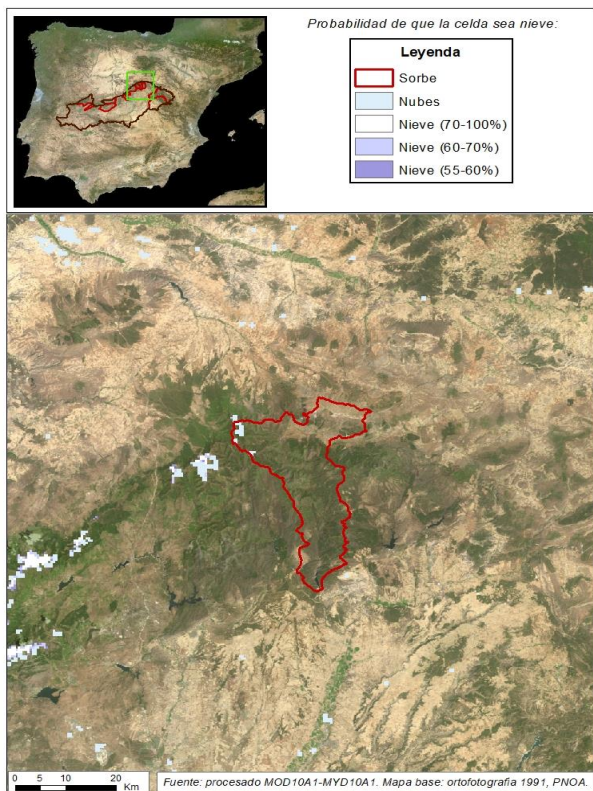 Probabilidad de que la celda sea nieve:
Leyenda
Sorbe
Nubes
Nieve (70-100%)
Nieve (60-70%)
Nieve (55-60%)
0 5 10 20
Km
Fuente: procesado MOD10A1-MYD10A1. Mapa base: ortofotografia 1991, PNOA.